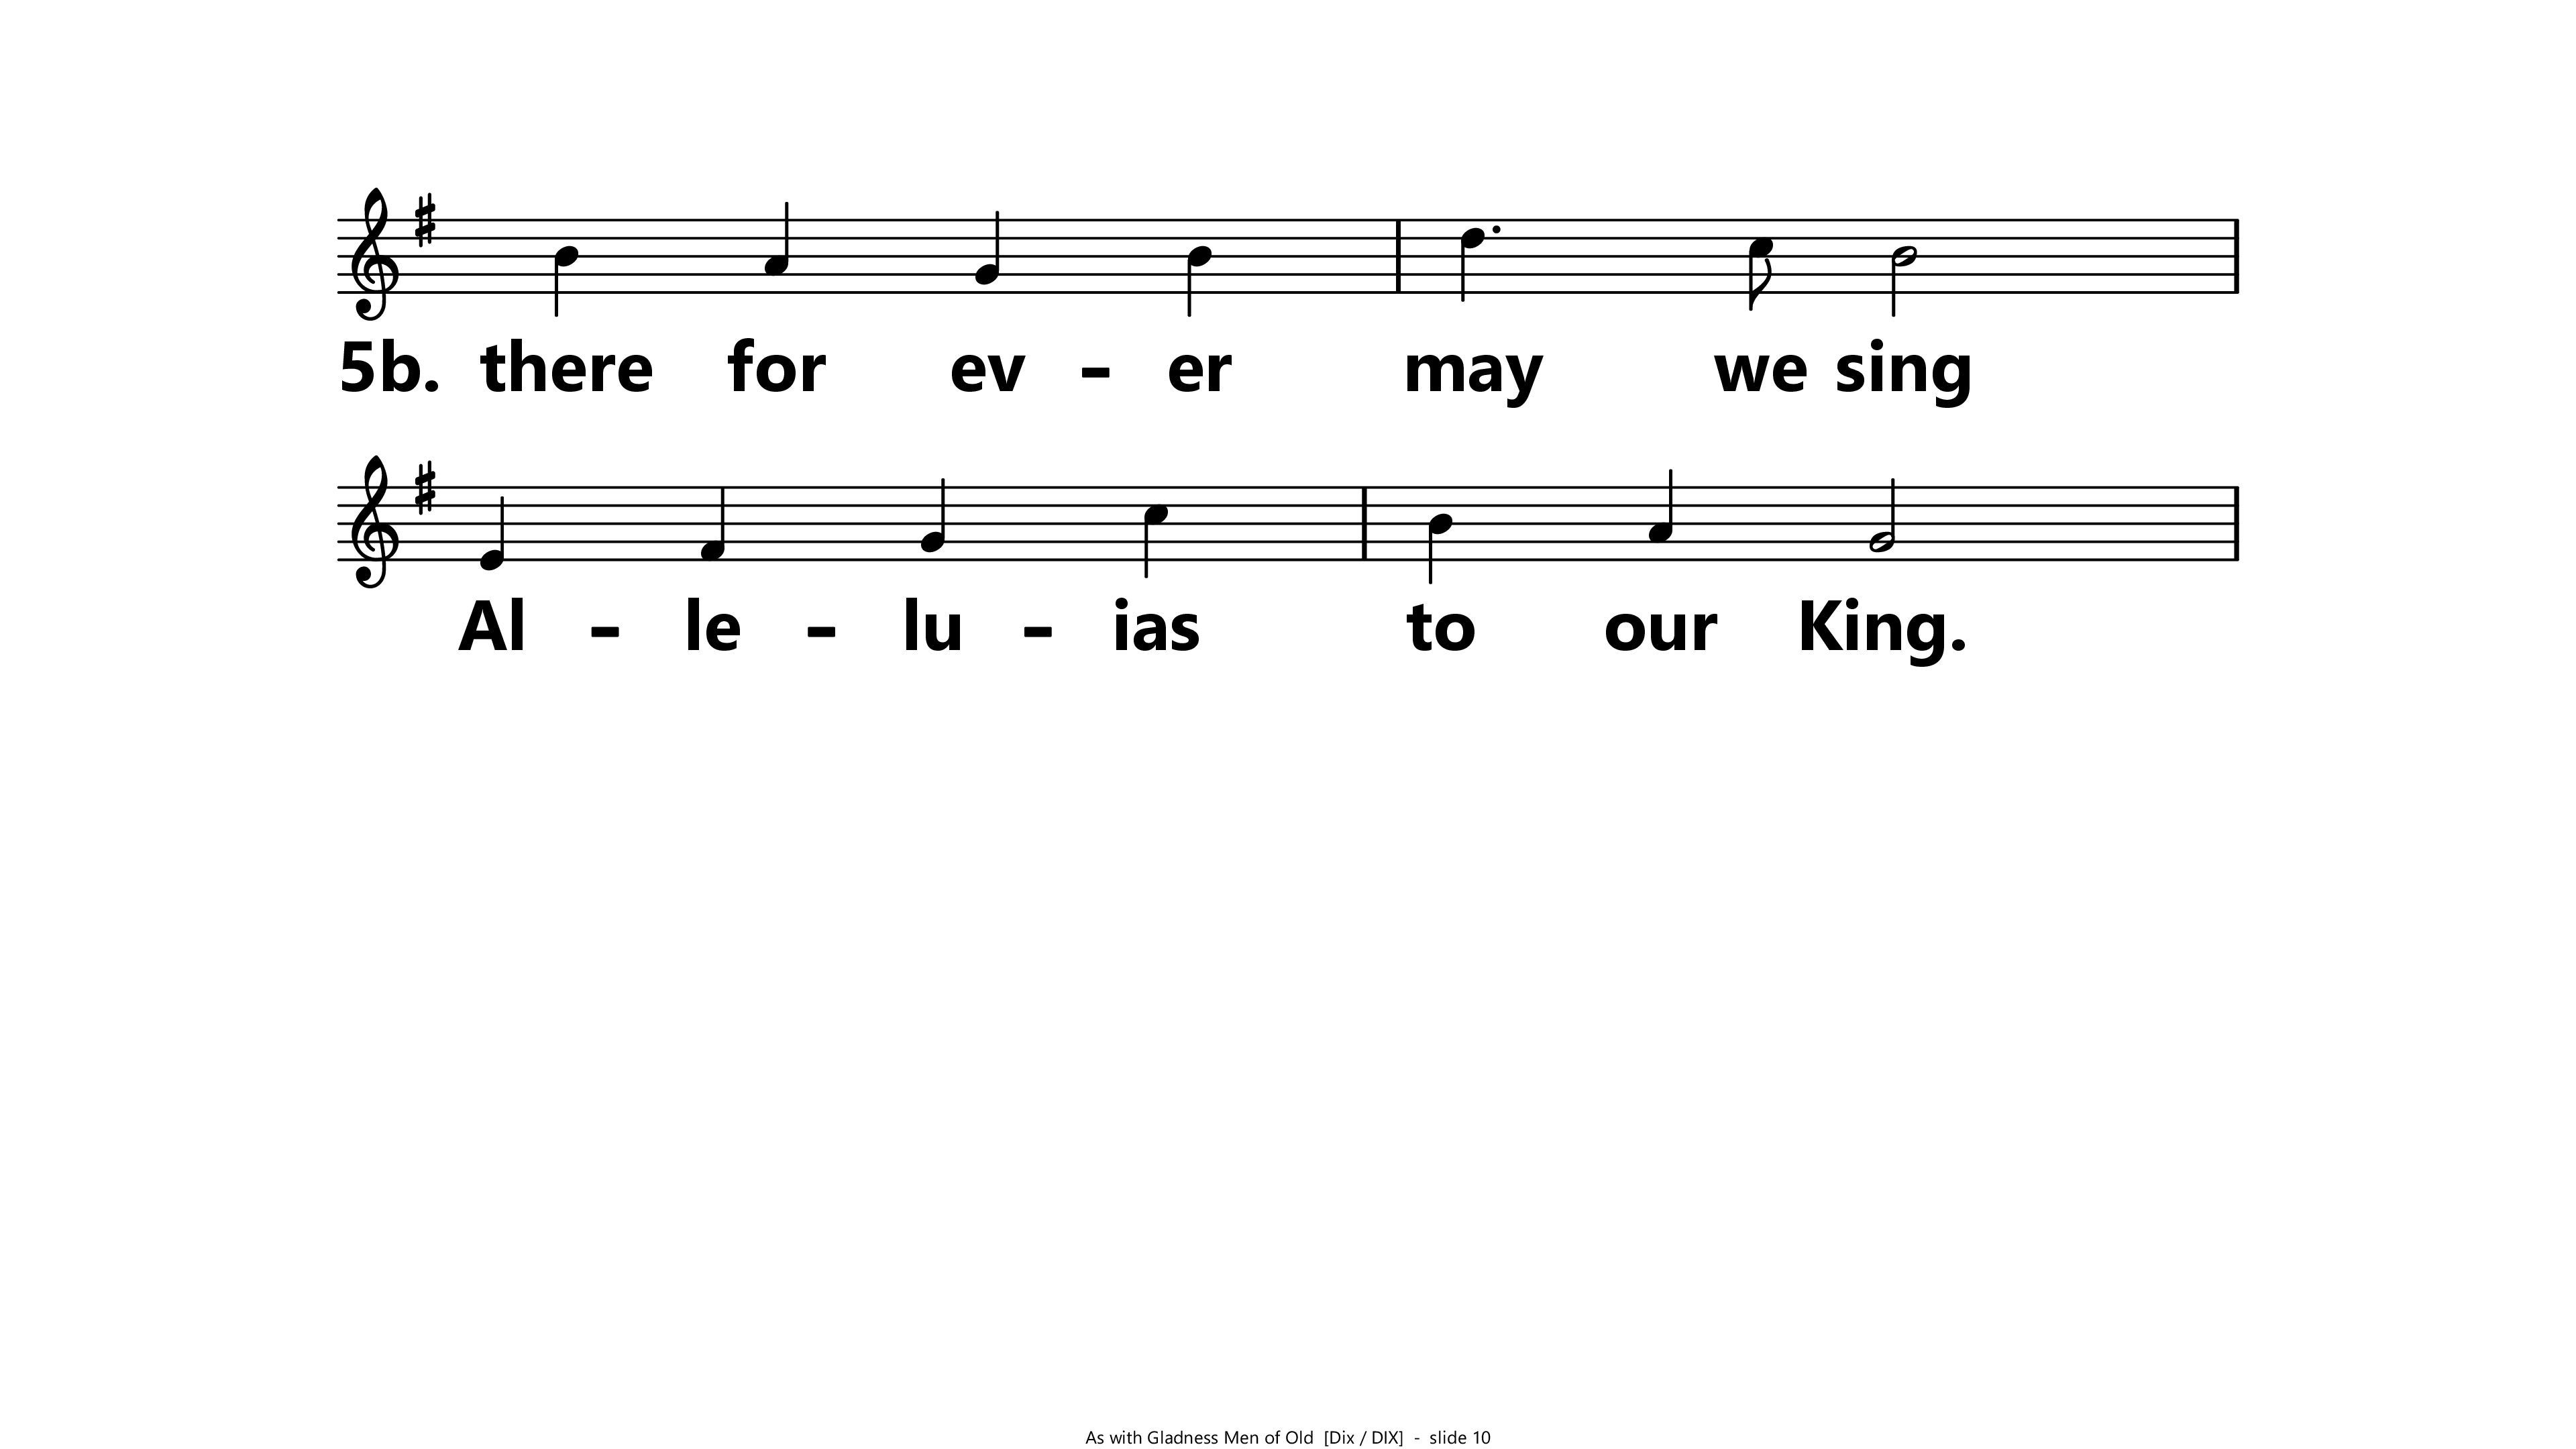 5b. there for ev - er may we sing
Al - le - lu - ias to our King.
As with Gladness Men of Old [Dix / DIX] - slide 10